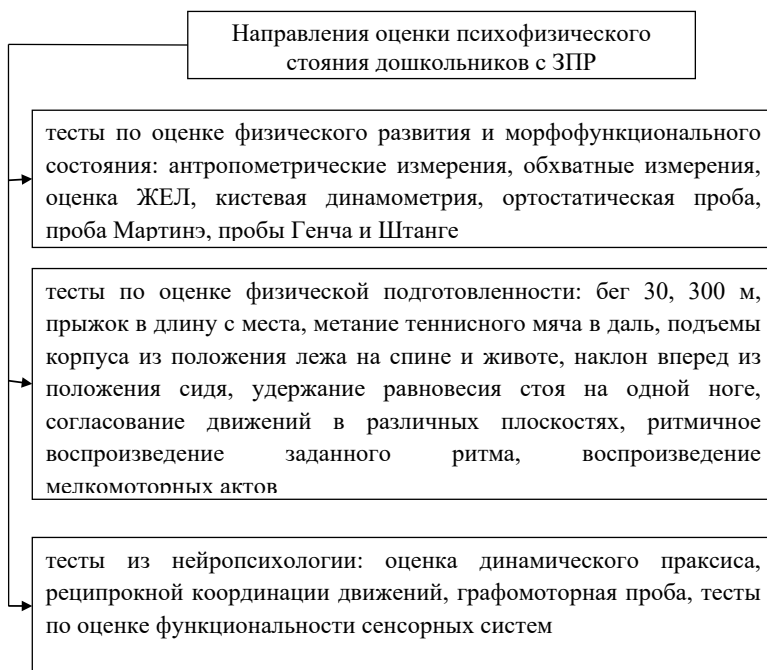 Направления оценки психофизического
стояния дошкольников с ЗПР
тесты по оценке физического развития и морфофункционального
состояния: антропометрические измерения, обхватные измерения,
оценка ЖЕЛ, кистевая динамометрия, ортостатическая проба,
проба Мартинэ, пробы Генча и Штанге
тесты по оценке физической подготовленности: бег 30, 300 м,
прыжок в длину с места, метание теннисного мяча в даль, подъемы
корпуса из положения лежа на спине и животе, наклон вперед из
положения сидя, удержание равновесия стоя на одной ноге,
согласование движений в различных плоскостях, ритмичное
воспроизведение заданного ритма, воспроизведение
мелкомоторных актов
тесты из нейропсихологии: оценка динамического праксиса,
реципрокной координации движений, графомоторная проба, тесты
по оценке функциональности сенсорных систем